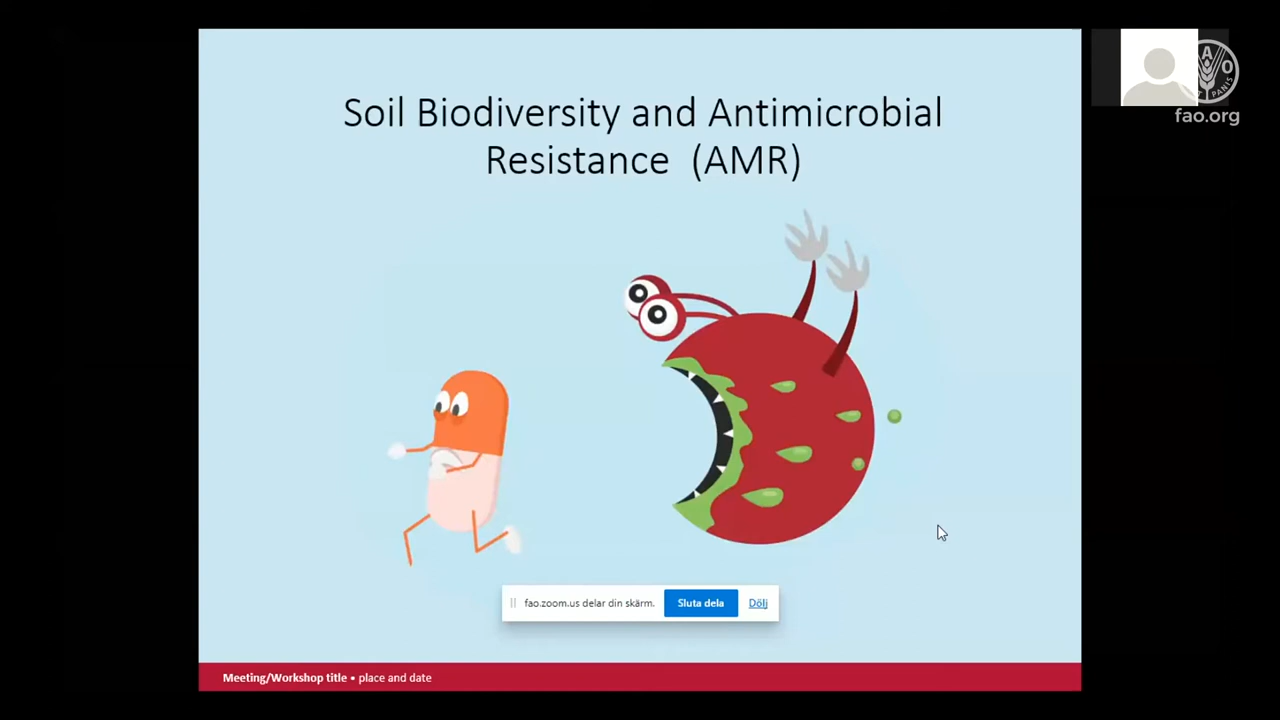 Soil Biodiversity and Antimicrobial
Resistance (AMR)
A
O
PANIS
fao.org
fao.zoom.us delar din skärm.
Sluta dela
Dölj
Meeting/Workshop title • place and date